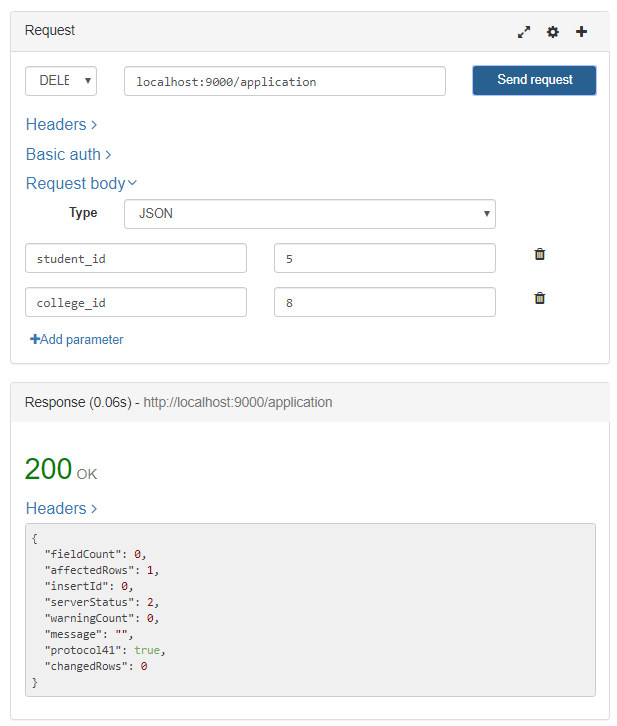 Request
DELE
localhost:9000/application
Send request
Headers >
Basic auth >
Request body
Type
JSON
student_id
5
college_id
8
+Add parameter
Response (0.06s) - http://localhost:9000/application
200 OK
Headers >
{
"fieldCount": 0,
"affectedRows": 1,
"insertId": 0,
"serverStatus": 2,
"warningCount": 0,
"message": "",
"protocol41": true,
"changedRows": 0
}